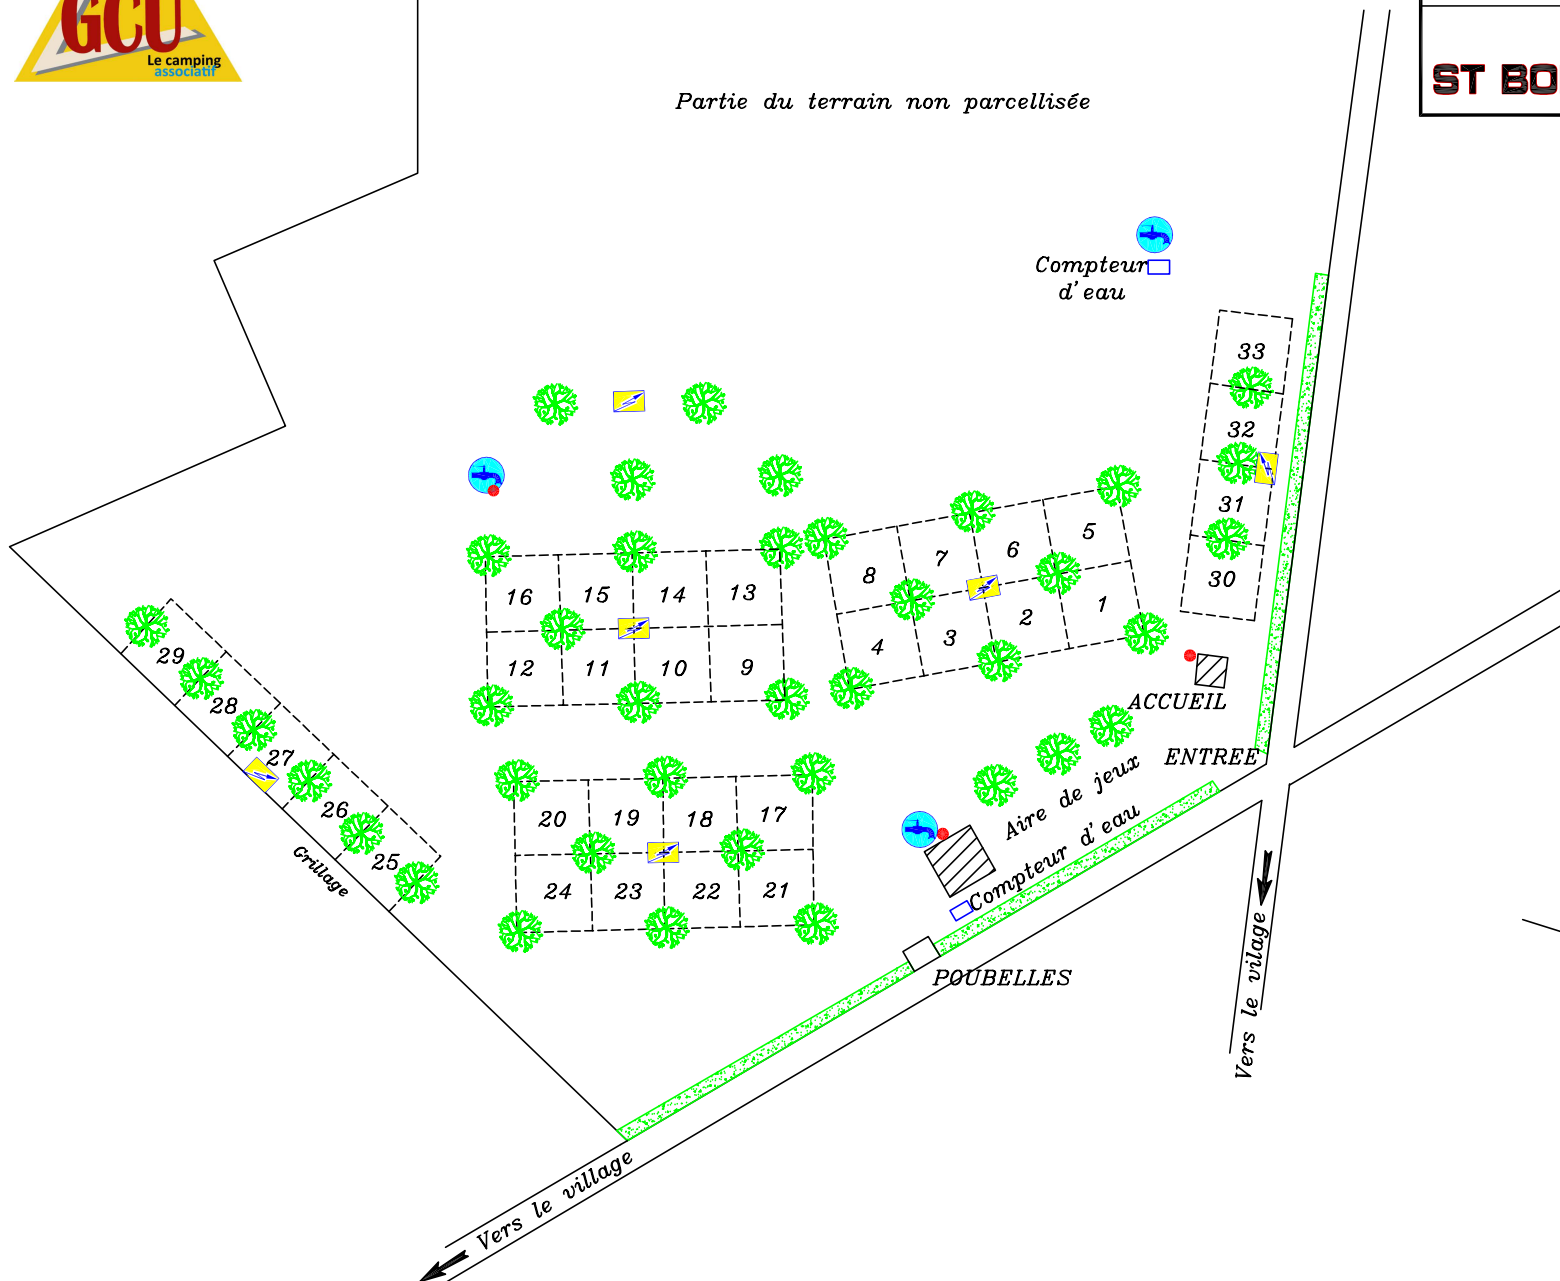 GCU
Le camping
associatif
ST BO
Partie du terrain non parcellisée
Compteur
d'eau
33
32
31
30
5
6
7
8
1
2
3
4
16
15
14
13
12
11
10
9
29
28
27
26
25
Grillage
ACCUEIL
ENTREE
Aire de jeux
Compteur d'eau
20
19
18
17
24
23
22
21
POUBELLES
Vers le vilage
Vers le village